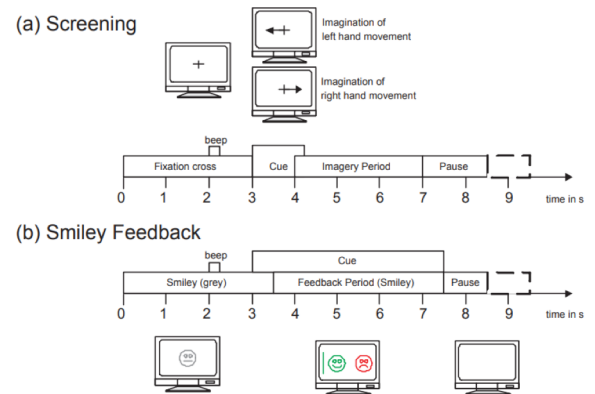 (a) Screening
Imagination of
left hand movement
Imagination of
right hand movement
beep
Fixation cross
Cue
Imagery Period
Pause
0 1 2 3 4 5 6 7 8 9 time in s
(b) Smiley Feedback
beep
Cue
Smiley (grey)
Feedback Period (Smiley)
Pause
0 1 2 3 4 5 6 7 8 9 time in s